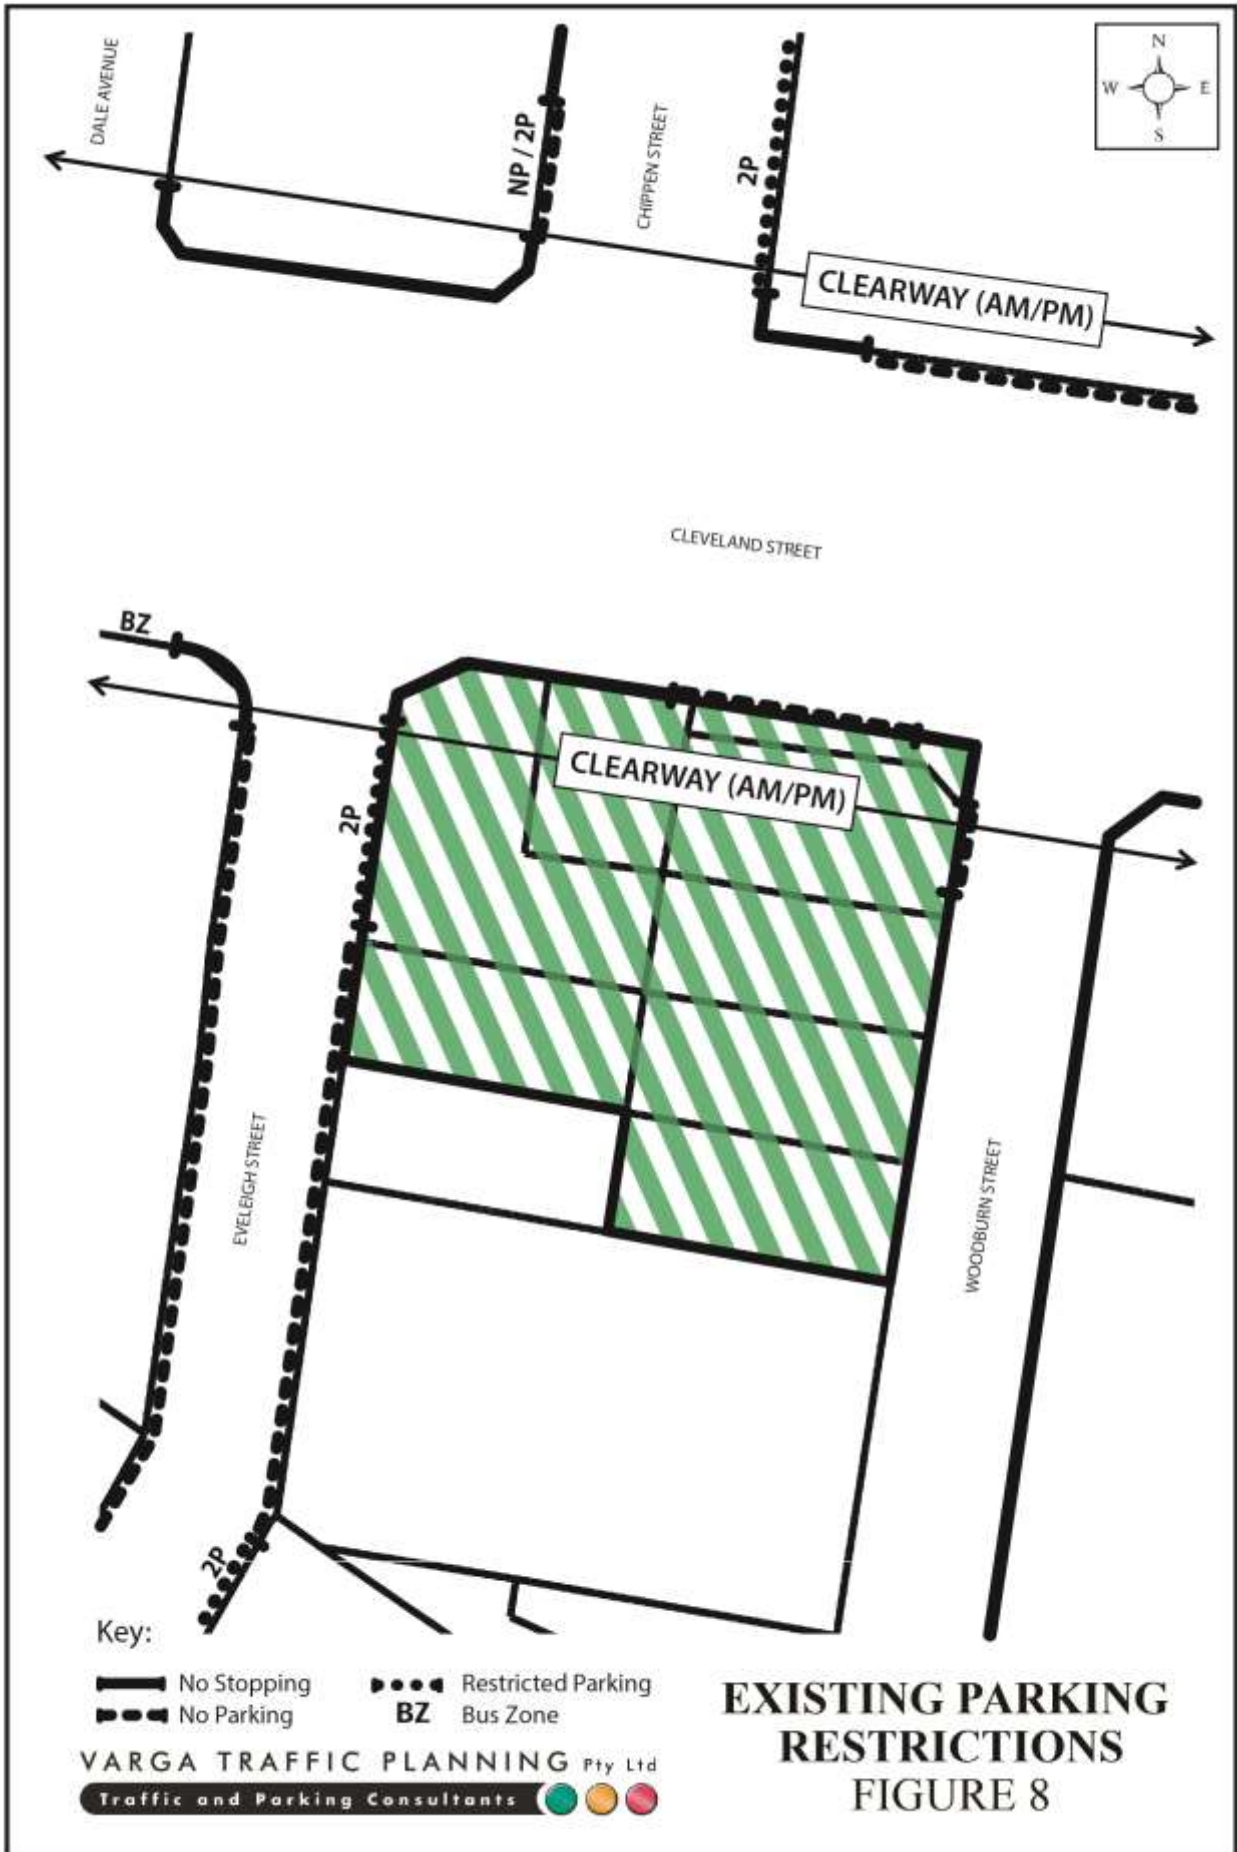 DALE AVENUE
N
W E
S
NP / 2P
CHIPPEN STREET
2P
CLEARWAY (AM/PM)
CLEVELAND STREET
BZ
CLEARWAY (AM/PM)
2P
EVELEIGH STREET
WOODBURN STREET
2P
Key:
No Stopping
No Parking
Restricted Parking
BZ Bus Zone
VARGA TRAFFIC PLANNING Pty Ltd
Traffic and Parking Consultants
EXISTING PARKING
RESTRICTIONS
FIGURE 8